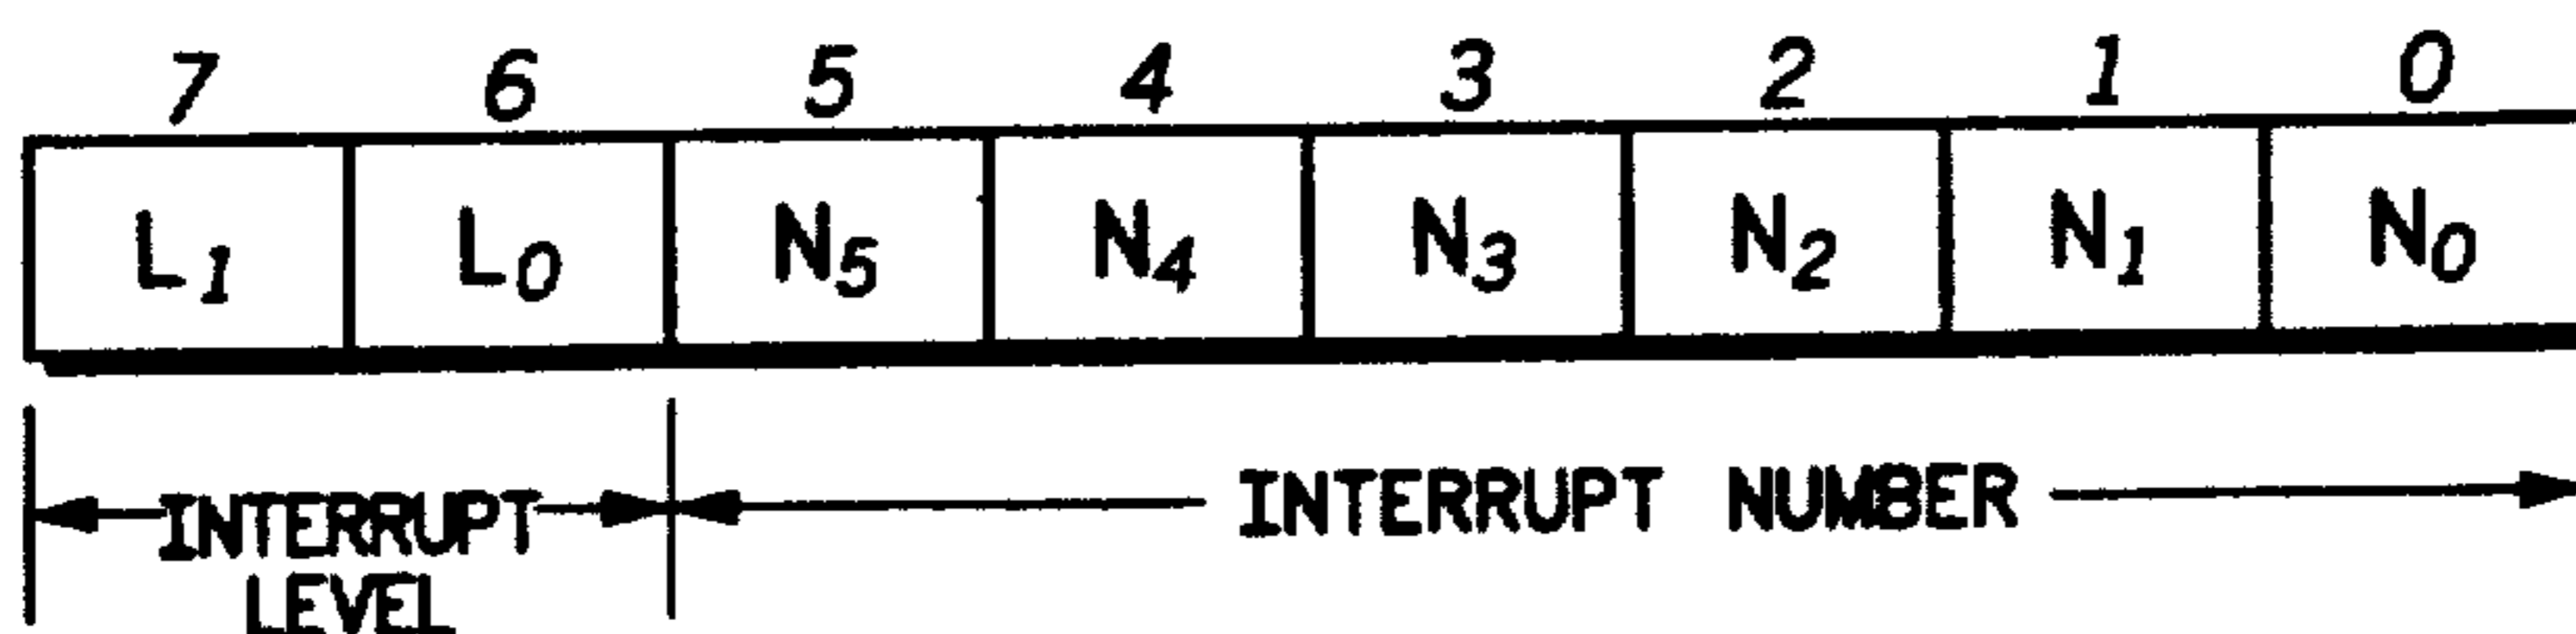 7 6 5 4 3 2 1 0
L1 L0 N5 N4 N3 N2 N1 N0
INTERRUPT INTERRUPT NUMBER
LEVEL